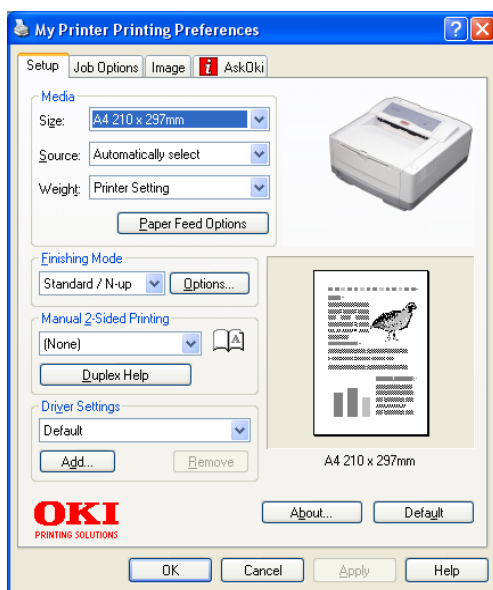 My Printer Printing Preferences
Setup Job Options Image i AskOki
Media
Size: A4 210 x 297mm
Source: Automatically select
Weight: Printer Setting
Paper Feed Options
Finishing Mode
Standard / N-up Options...
Manual 2-Sided Printing
(None) A
Duplex Help
Driver Settings
Default
Add... Remove
A4 210 x 297mm
OKI
PRINTING SOLUTIONS
About... Default
OK Cancel Apply Help